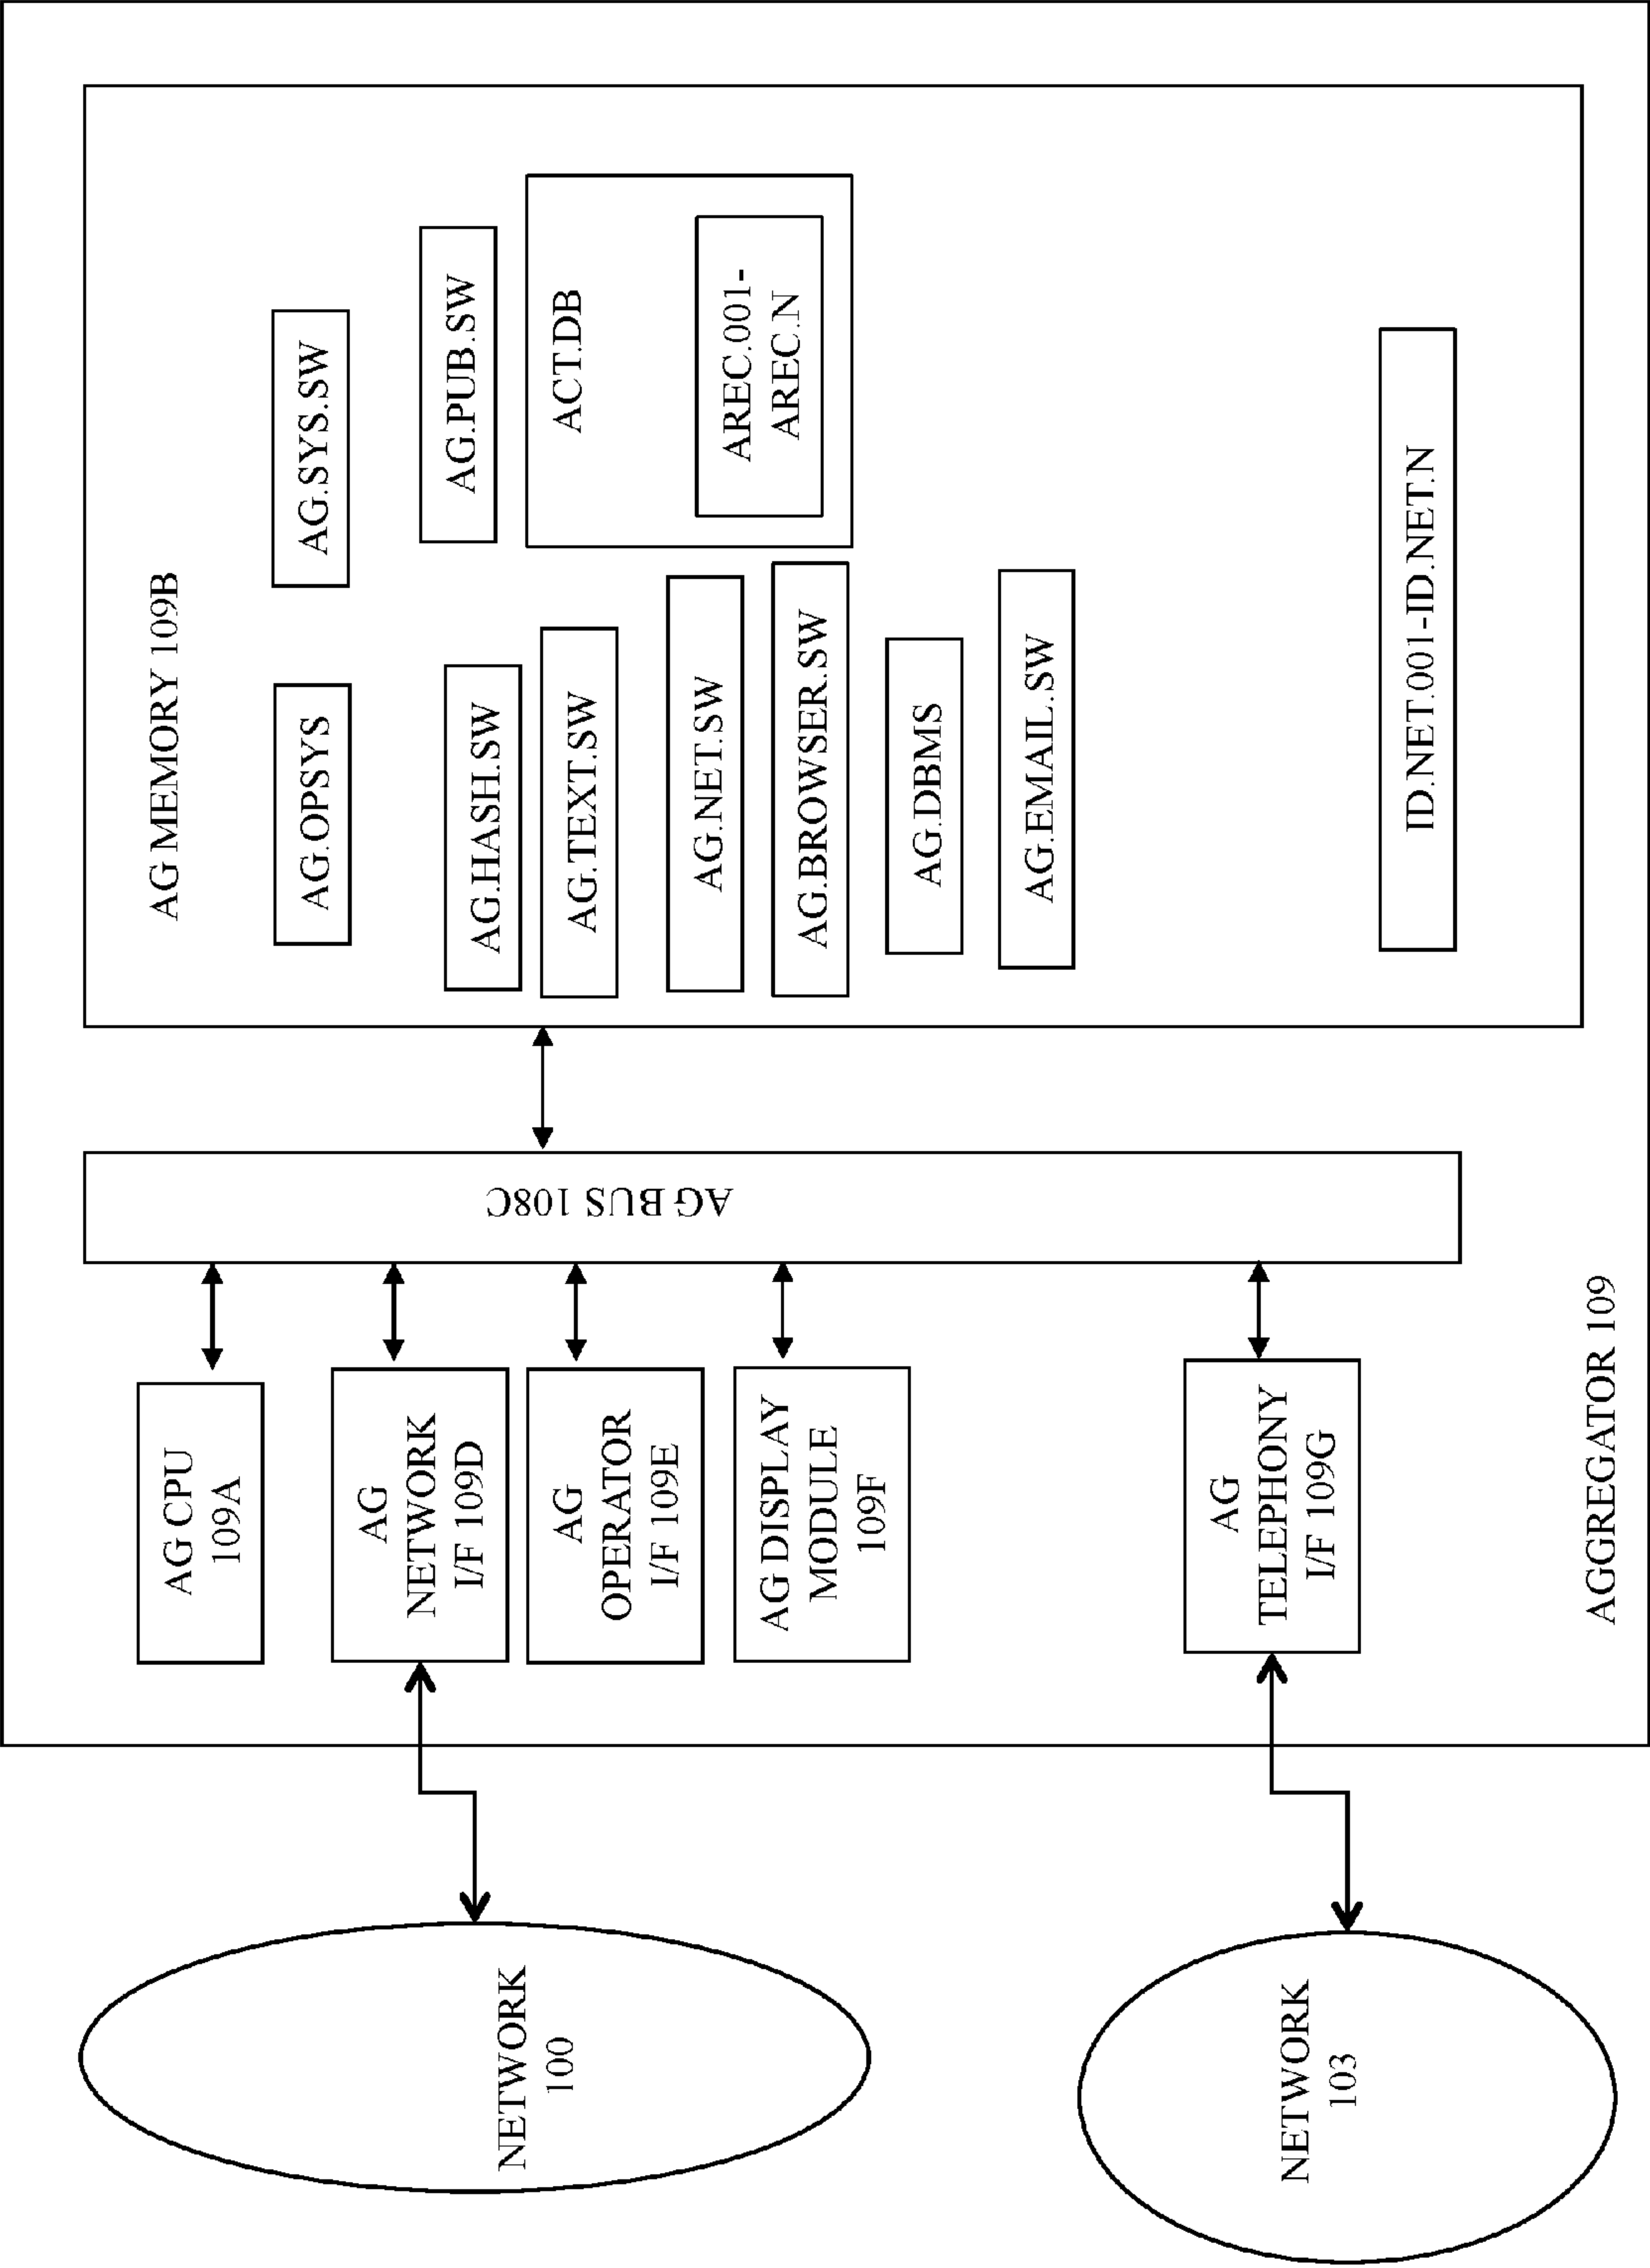 NETWORK
100
NETWORK
103
AG CPU
109A
AG
NETWORK
I/F 109D
AG
OPERATOR
I/F 109E
AG DISPLAY
MODULE
109F
AG
TELEPHONY
I/F 109G
AGGREGATOR 109
AG BUS 108C
AG MEMORY 109B
AG.OPSYS
AG.SYS.SW
AG.HASH.SW
AG.PUB.SW
AG.TEXT.SW
ACT.DB
AG.NET.SW
AREC.001-
AREC.N
AG.BROWSER.SW
AG.DBMS
AG.EMAIL.SW
ID.NET.001-ID.NET.N